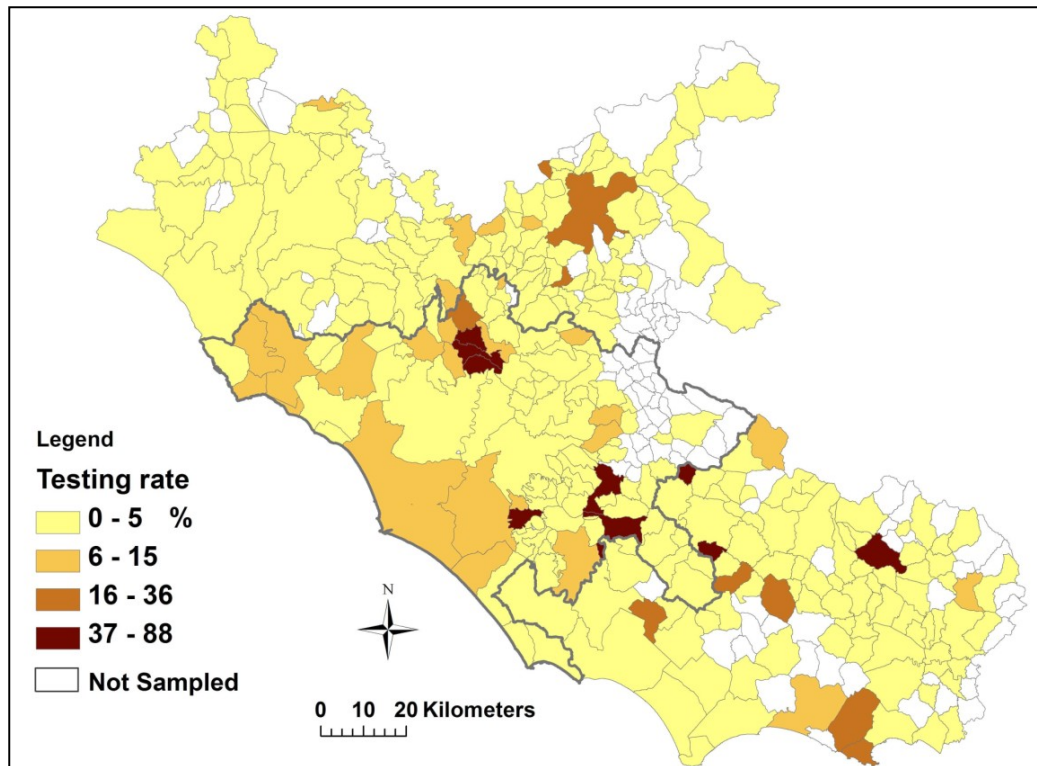 Legend
Testing rate
0 - 5 %
6 - 15
16 - 36
37 - 88
Not Sampled
N
0 10 20 Kilometers